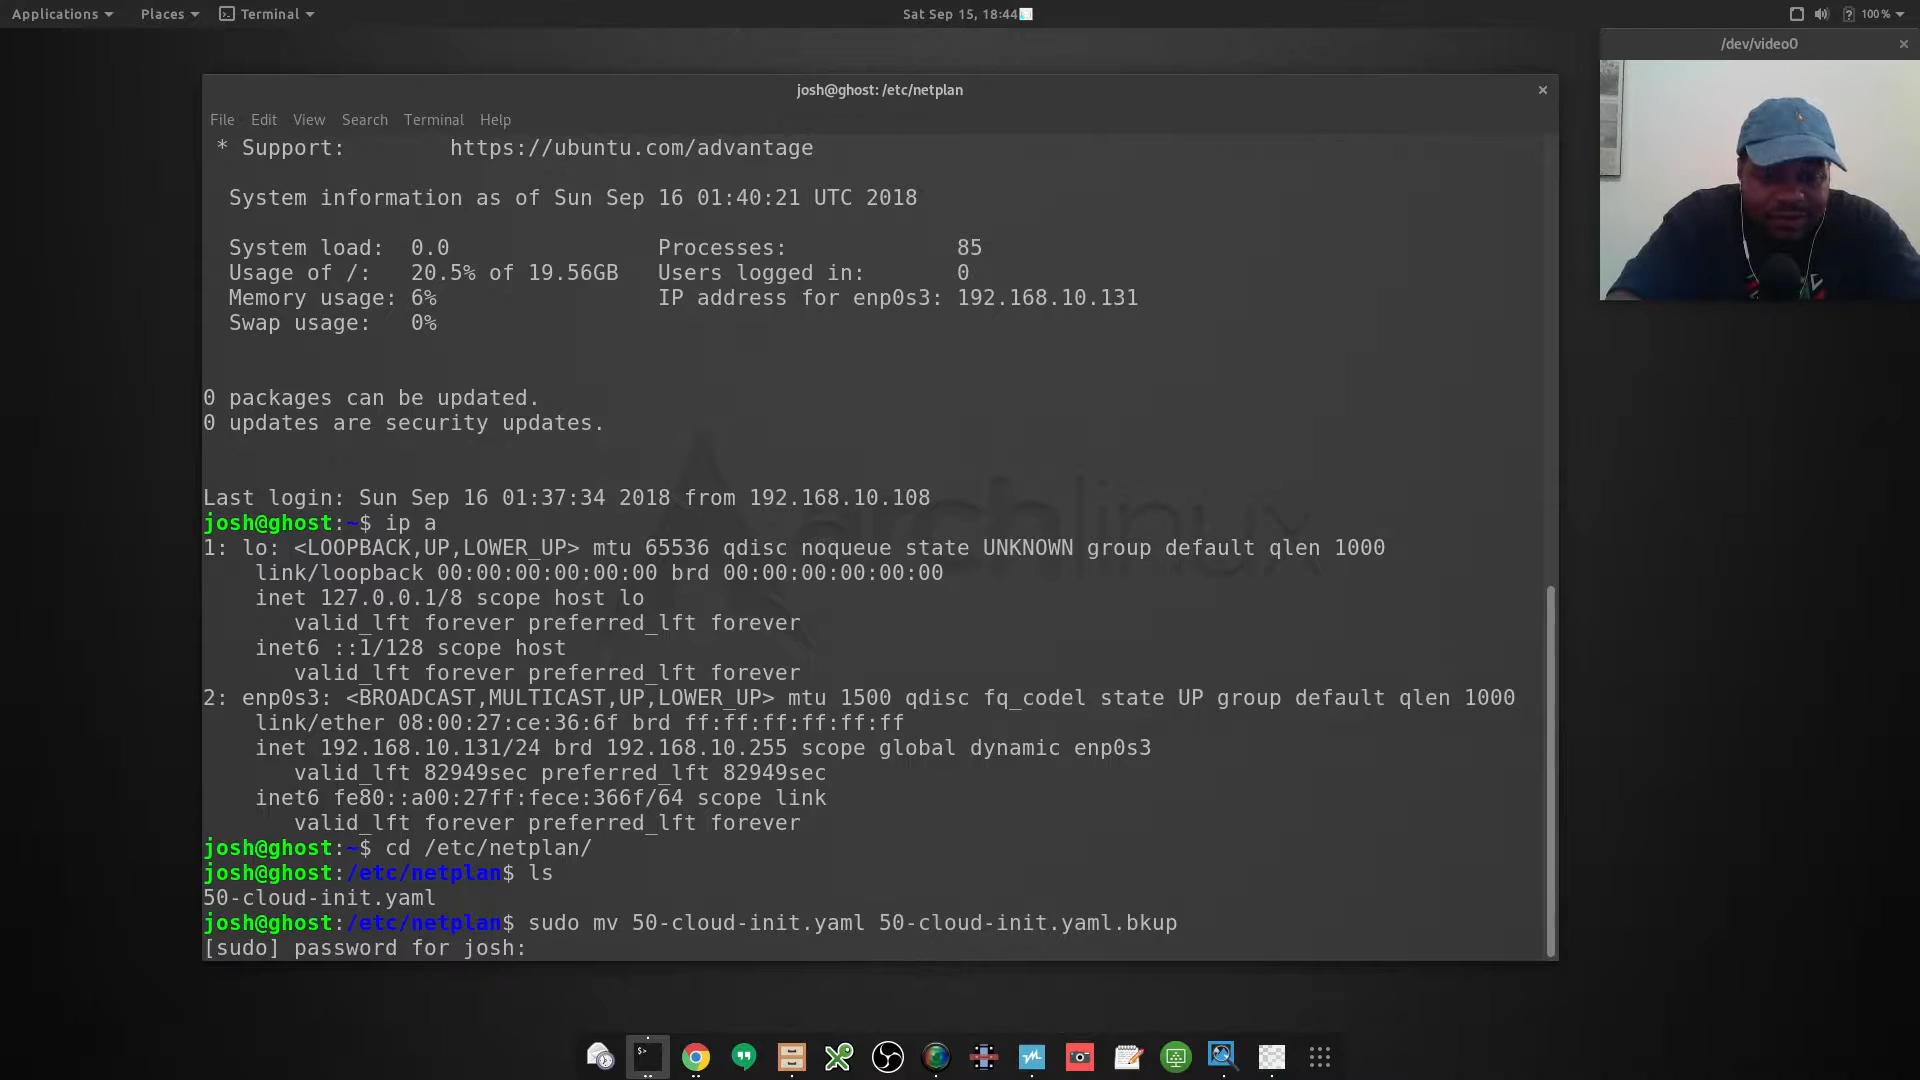 Applications Places Terminal Sat Sep 15, 18:44 100%
/dev/video0
josh@ghost: /etc/netplan
File Edit View Search Terminal Help
* Support: https://ubuntu.com/advantage
System information as of Sun Sep 16 01:40:21 UTC 2018
System load: 0.0 Processes: 85
Usage of /: 20.5% of 19.56GB Users logged in: 0
Memory usage: 6% IP address for enp0s3: 192.168.10.131
Swap usage: 0%
0 packages can be updated.
0 updates are security updates.
Last login: Sun Sep 16 01:37:34 2018 from 192.168.10.108
josh@ghost:~$ ip a
1: lo: <LOOPBACK,UP,LOWER_UP> mtu 65536 qdisc noqueue state UNKNOWN group default qlen 1000
link/loopback 00:00:00:00:00:00 brd 00:00:00:00:00:00
inet 127.0.0.1/8 scope host lo
valid_lft forever preferred_lft forever
inet6 ::1/128 scope host
valid_lft forever preferred_lft forever
2: enp0s3: <BROADCAST,MULTICAST,UP,LOWER_UP> mtu 1500 qdisc fq_codel state UP group default qlen 1000
link/ether 08:00:27:ce:36:6f brd ff:ff:ff:ff:ff:ff
inet 192.168.10.131/24 brd 192.168.10.255 scope global dynamic enp0s3
valid_lft 82949sec preferred_lft 82949sec
inet6 fe80::a00:27ff:fece:366f/64 scope link
valid_lft forever preferred_lft forever
josh@ghost:~$ cd /etc/netplan/
josh@ghost:/etc/netplan$ ls
50-cloud-init.yaml
josh@ghost:/etc/netplan$ sudo mv 50-cloud-init.yaml 50-cloud-init.yaml.bkup
[sudo] password for josh:
archlinux